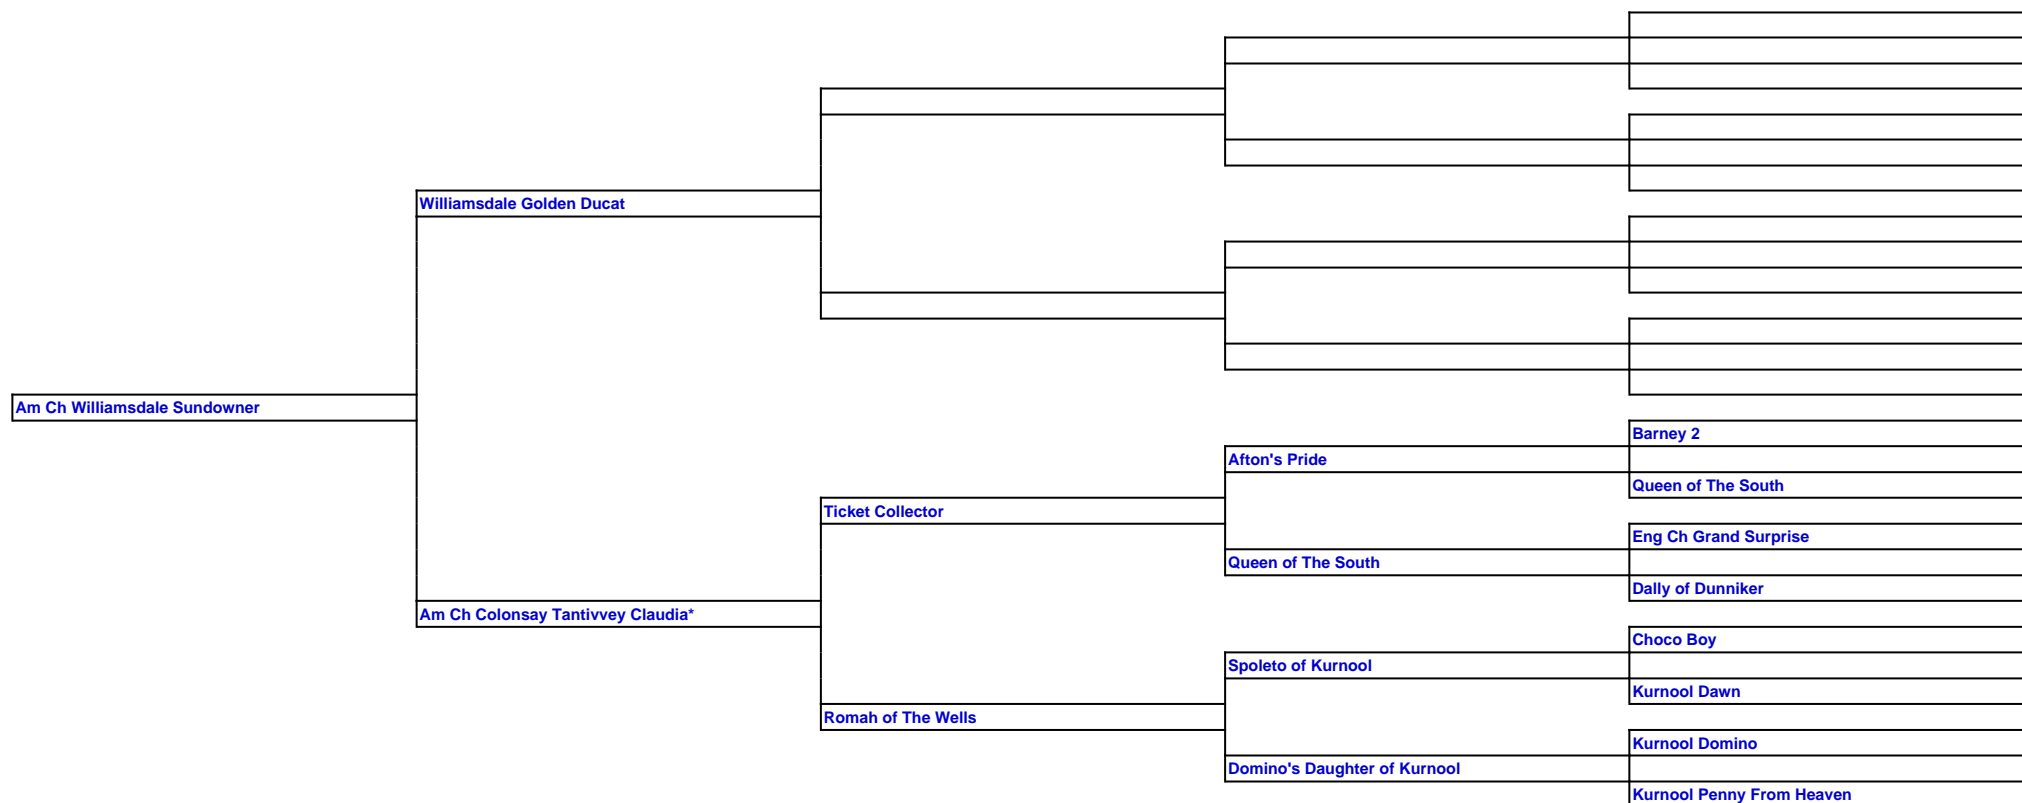 Williamsdale Golden Ducat
Am Ch Williamsdale Sundowner
Barney 2
Afton's Pride
Queen of The South
Ticket Collector
Eng Ch Grand Surprise
Queen of The South
Dally of Dunniker
Am Ch Colonsay Tantivvey Claudia*
Choco Boy
Spoleto of Kurnool
Kurnool Dawn
Romah of The Wells
Kurnool Domino
Domino's Daughter of Kurnool
Kurnool Penny From Heaven